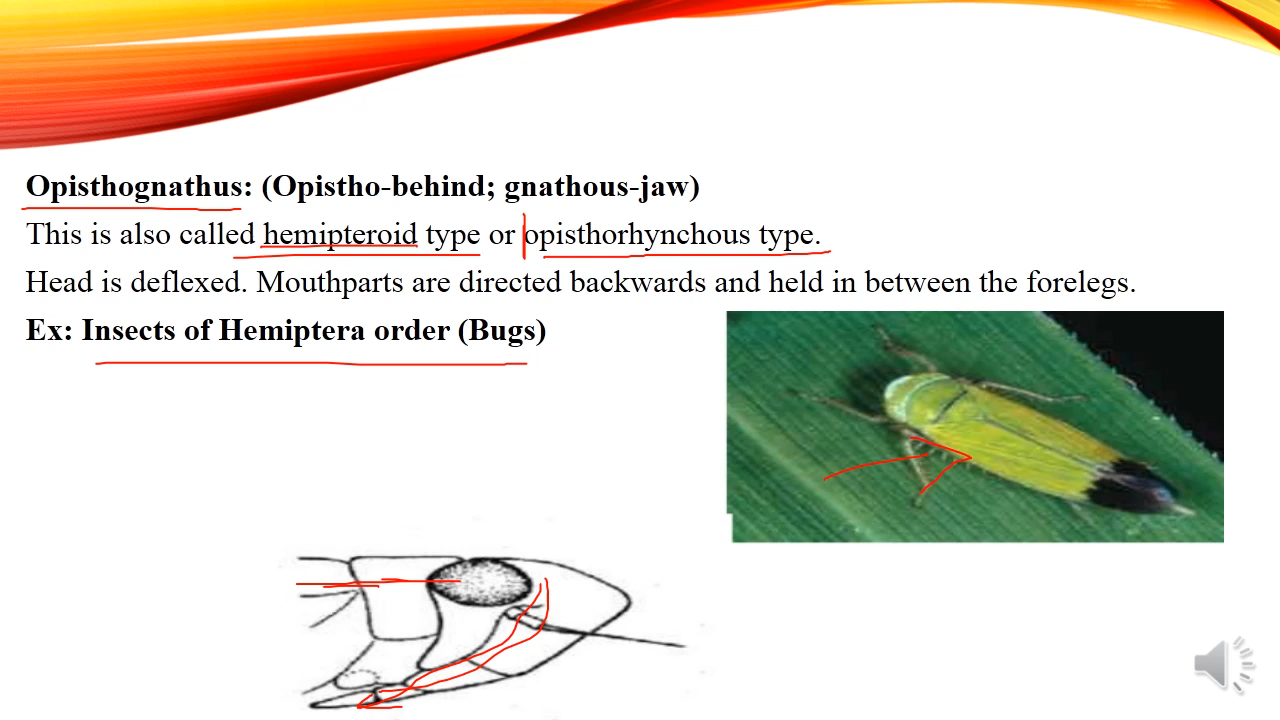 Opisthognathus: (Opistho-behind; gnathous-jaw)
This is also called hemipteroid type or opisthorhynchous type.
Head is deflexed. Mouthparts are directed backwards and held in between the forelegs.
Ex: Insects of Hemiptera order (Bugs)